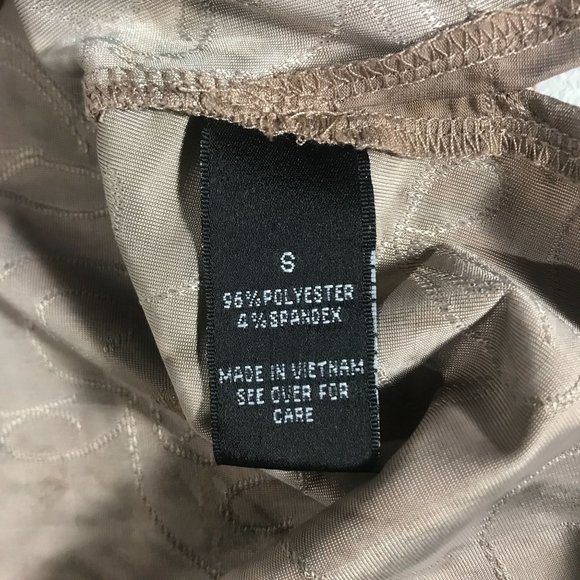 S
96%POLYESTER
4%SPANDEX
MADE IN VIETNAM
SEE OVER FOR
CARE